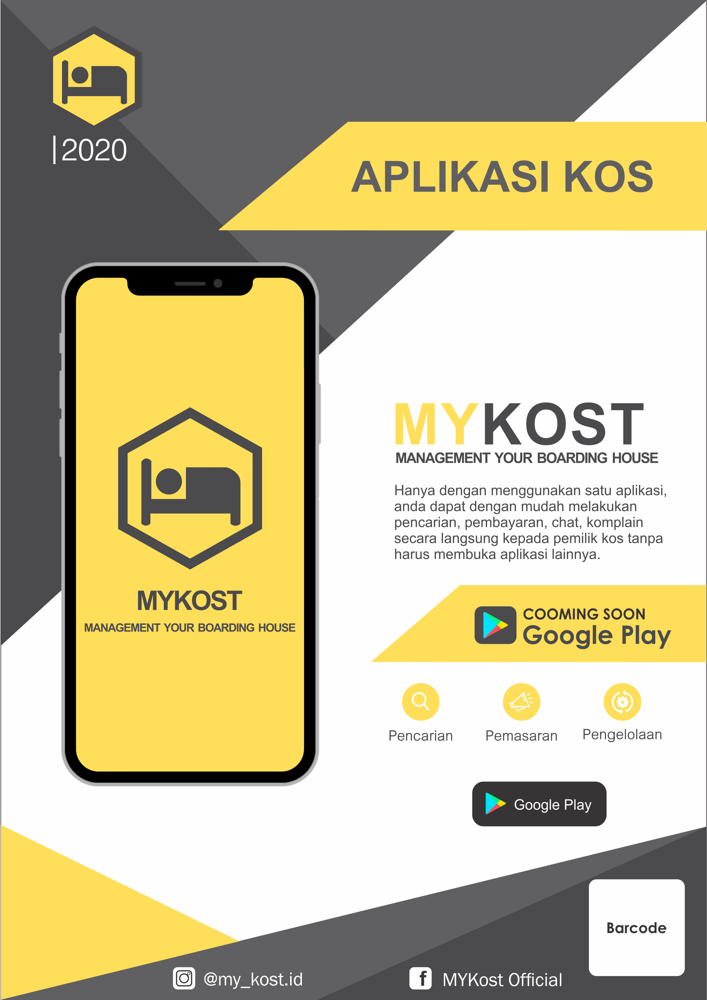 |2020
APLIKASI KOS
MYKOST
MANAGEMENT YOUR BOARDING HOUSE
MYKOST
MANAGEMENT YOUR BOARDING HOUSE
Hanya dengan menggunakan satu aplikasi,
anda dapat dengan mudah melakukan
pencarian, pembayaran, chat, komplain
secara langsung kepada pemilik kos tanpa
harus membuka aplikasi lainnya.
COOMING SOON
Google Play
Pencarian
Pemasaran
Pengelolaan
Google Play
Barcode
@my_kost.id
MYKost Official